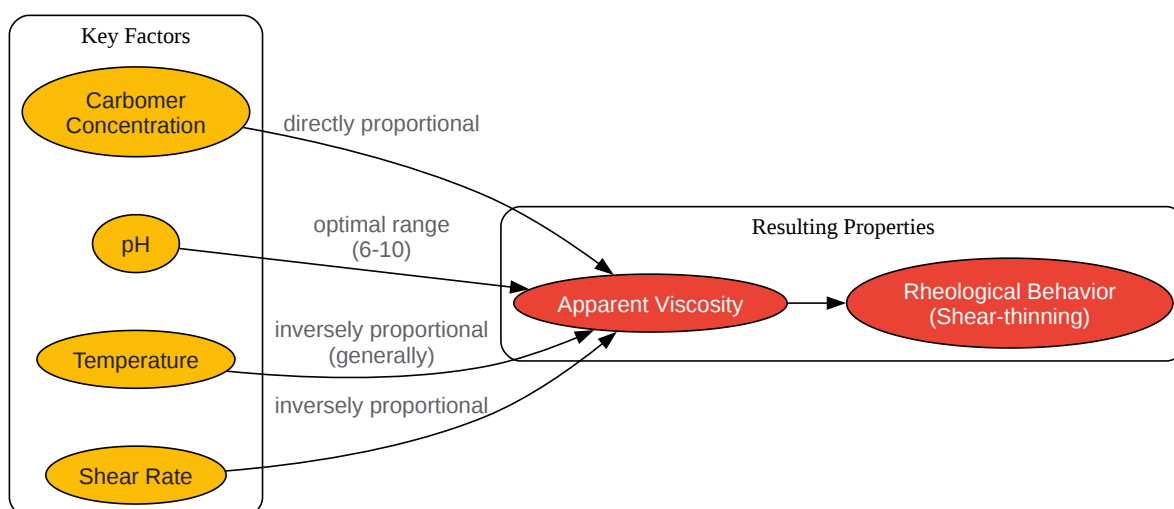 Key Factors
Carbomer
Concentration
directly proportional
pH
optimal range
(6-10)
Temperature
inversely proportional
(generally)
Shear Rate
inversely proportional
Resulting Properties
Apparent Viscosity
Rheological Behavior
(Shear-thinning)